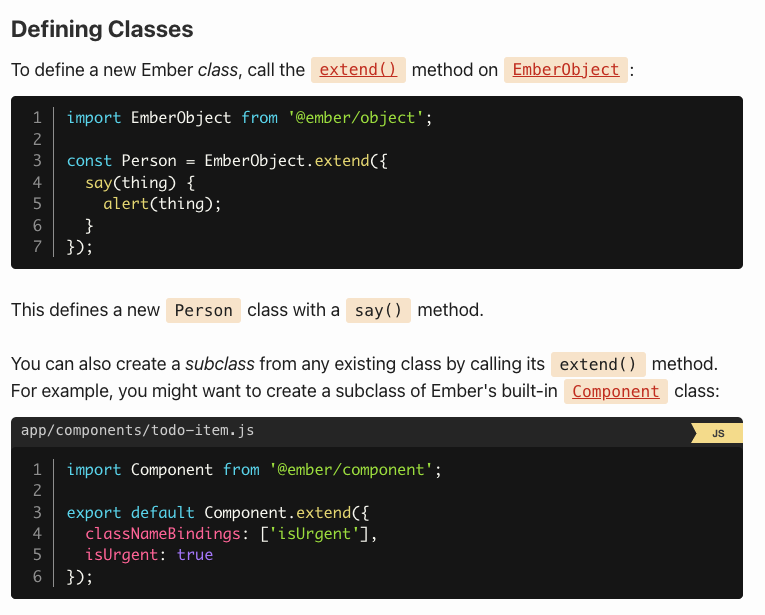 Defining Classes
To define a new Ember class, call the extend() method on EmberObject:
1 import EmberObject from '@ember/object';
2
3 const Person = EmberObject.extend({
4   say(thing) {
5     alert(thing);
6   }
7 });
This defines a new Person class with a say() method.
You can also create a subclass from any existing class by calling its extend() method.
For example, you might want to create a subclass of Ember's built-in Component class:
app/components/todo-item.js JS
1 import Component from '@ember/component';
2
3 export default Component.extend({
4   classNameBindings: ['isUrgent'],
5   isUrgent: true
6 });